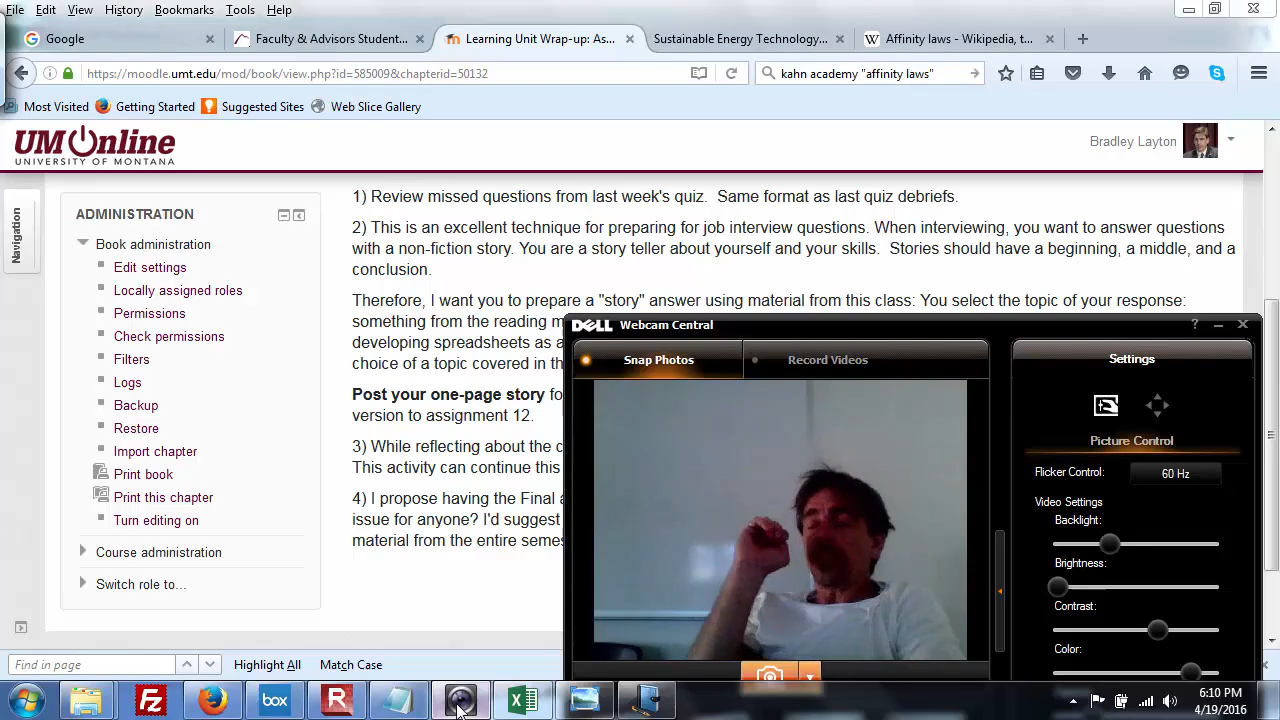 File Edit View History Bookmarks Tools Help
Google Faculty & Advisors Student... Learning Unit Wrap-up: As... Sustainable Energy Technology... Affinity laws - Wikipedia, t...
https://moodle.umt.edu/mod/book/view.php?id=585009&chapterid=50132 kahn academy "affinity laws"
Most Visited Getting Started Suggested Sites Web Slice Gallery
UM Online
UNIVERSITY OF MONTANA
Bradley Layton
Navigation
ADMINISTRATION
Book administration
Edit settings
Locally assigned roles
Permissions
Check permissions
Filters
Logs
Backup
Restore
Import chapter
Print book
Print this chapter
Turn editing on
Course administration
Switch role to...
1) Review missed questions from last week's quiz. Same format as last quiz debriefs.
2) This is an excellent technique for preparing for job interview questions. When interviewing, you want to answer questions
with a non-fiction story. You are a story teller about yourself and your skills. Stories should have a beginning, a middle, and a
conclusion.
Therefore, I want you to prepare a "story" answer using material from this class: You select the topic of your response:
something from the reading m
developing spreadsheets as a
choice of a topic covered in th
Post your one-page story fo
version to assignment 12.
3) While reflecting about the c
This activity can continue this
4) I propose having the Final a
issue for anyone? I'd suggest
material from the entire semes
DELL Webcam Central
Snap Photos Record Videos
Settings
Picture Control
Flicker Control: 60 Hz
Video Settings
Backlight:
Brightness:
Contrast:
Color:
Find in page Highlight All Match Case
box
6:10 PM
4/19/2016